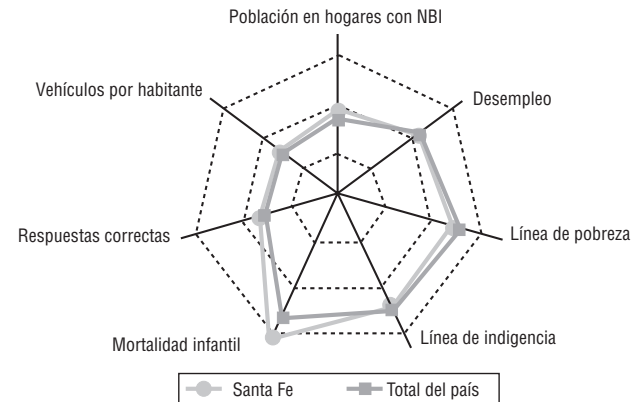 Población en hogares con NBI
Vehículos por habitante
Desempleo
Respuestas correctas
Línea de pobreza
Mortalidad infantil
Línea de indigencia
Santa Fe
Total del país